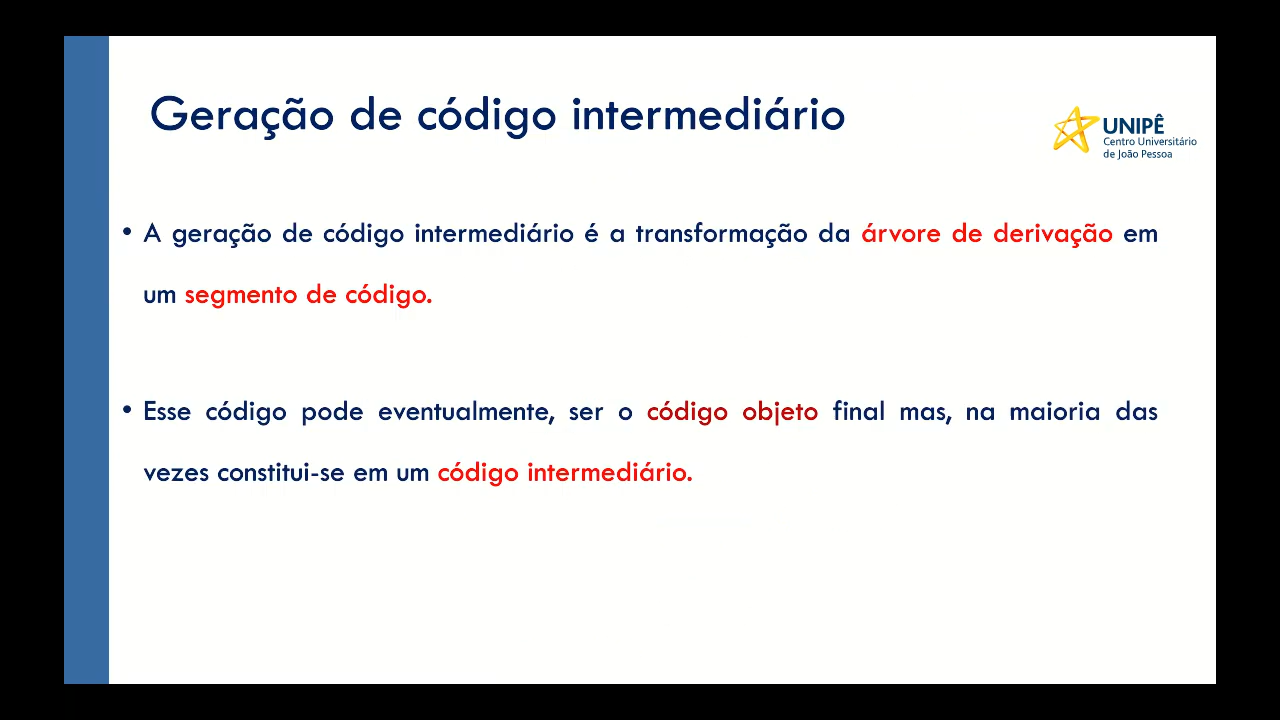 Geração de código intermediário
UNIPÊ
Centro Universitário
de João Pessoa
• A geração de código intermediário é a transformação da árvore de derivação em
um segmento de código.
• Esse código pode eventualmente, ser o código objeto final mas, na maioria das
vezes constitui-se em um código intermediário.